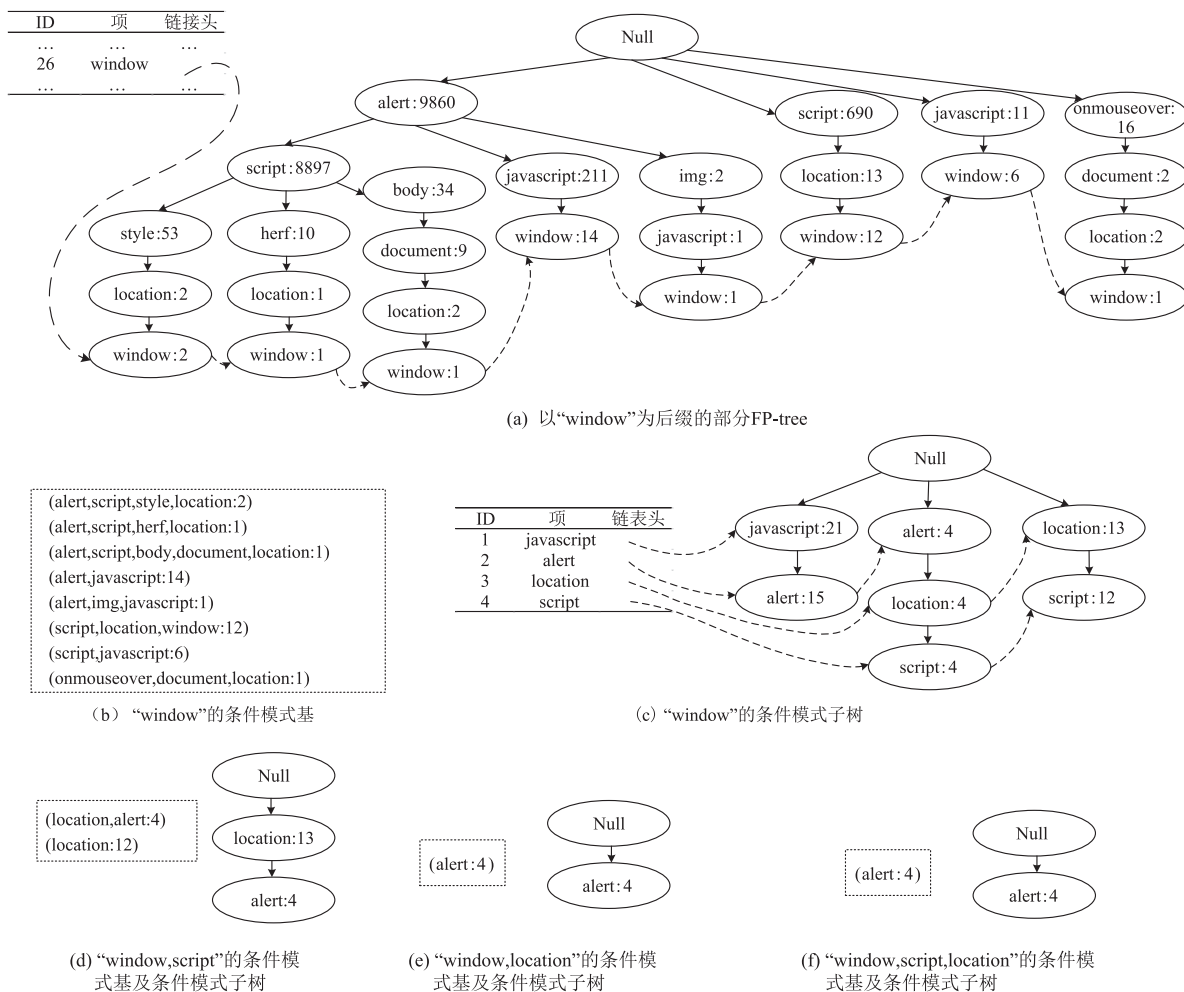 ID 项 链接头
… … …
26 window
… … …
Null
alert:9860
script:690
javascript:11
onmouseover:
16
script:8897
body:34
javascript:211
img:2
location:13
window:6
document:2
style:53
herf:10
document:9
window:14
javascript:1
window:12
location:2
location:2
location:1
location:2
window:1
window:1
window:2
window:1
window:1
(a) 以“window”为后缀的部分FP-tree
(alert,script,style,location:2)
(alert,script,herf,location:1)
(alert,script,body,document,location:1)
(alert,javascript:14)
(alert,img,javascript:1)
(script,location,window:12)
(script,javascript:6)
(onmouseover,document,location:1)
(b) “window”的条件模式基
ID 项 链表头
1 javascript
2 alert
3 location
4 script
Null
javascript:21
alert:4
location:13
alert:15
location:4
script:12
script:4
(c) “window”的条件模式子树
(location,alert:4)
(location:12)
Null
location:13
alert:4
(d) “window,script”的条件模
式基及条件模式子树
(alert:4)
Null
alert:4
(e) “window,location”的条件模
式基及条件模式子树
(alert:4)
Null
alert:4
(f) “window,script,location”的条件模
式基及条件模式子树